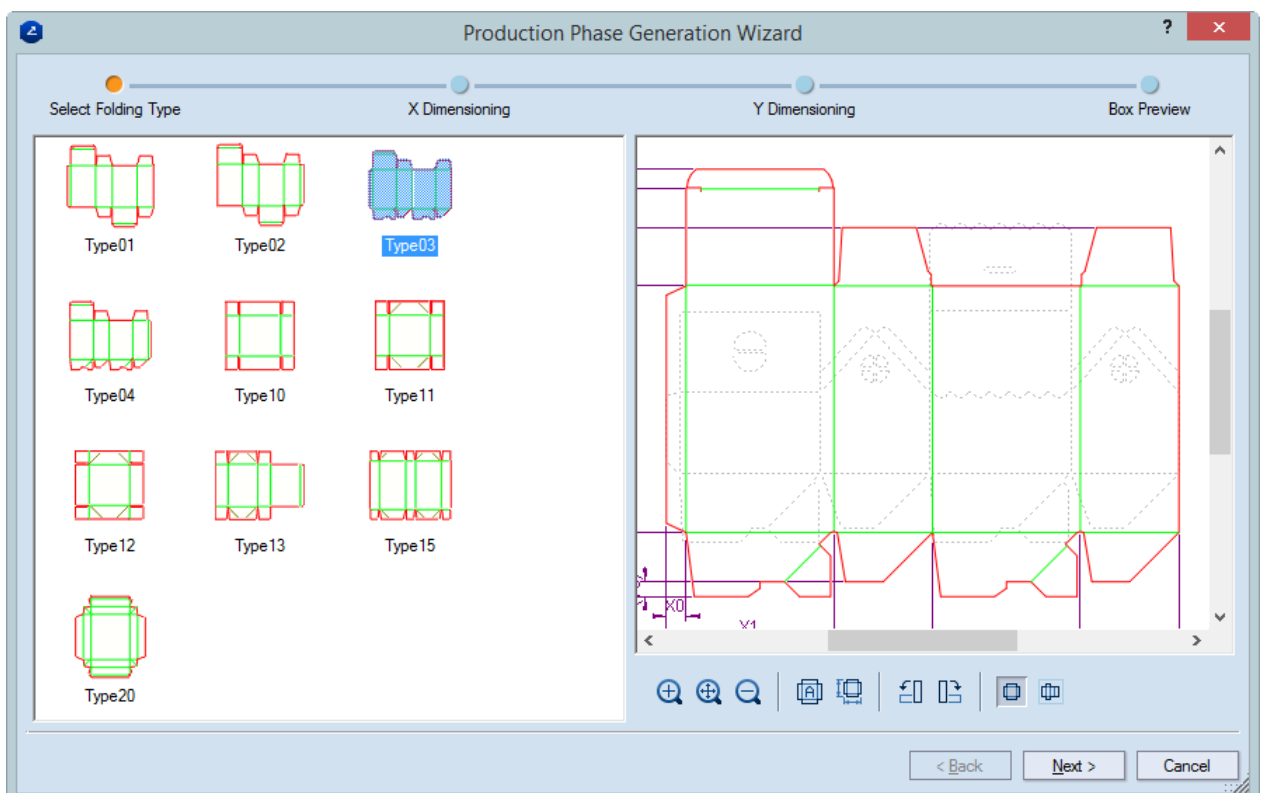 Production Phase Generation Wizard
?
Select Folding Type
X Dimensioning
Y Dimensioning
Box Preview
Type01
Type02
Type03
Type04
Type10
Type11
Type12
Type13
Type15
Type20
X0
X1
A
< Back
Next >
Cancel